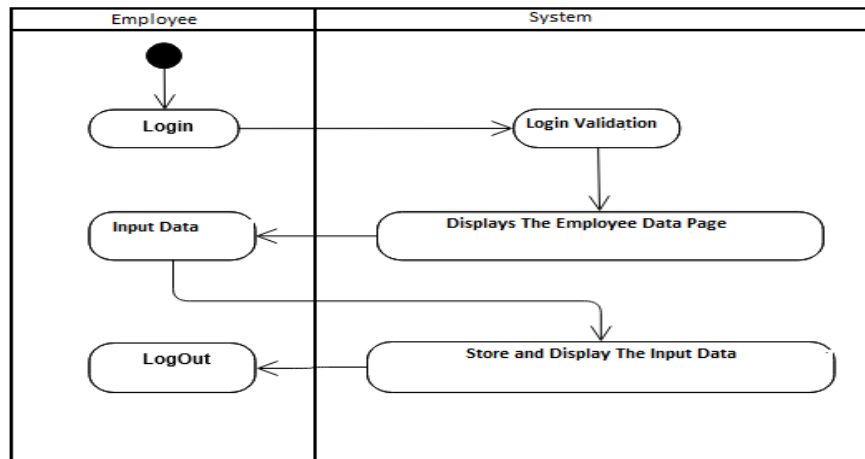 Employee
System
Login
Login Validation
Input Data
Displays The Employee Data Page
LogOut
Store and Display The Input Data